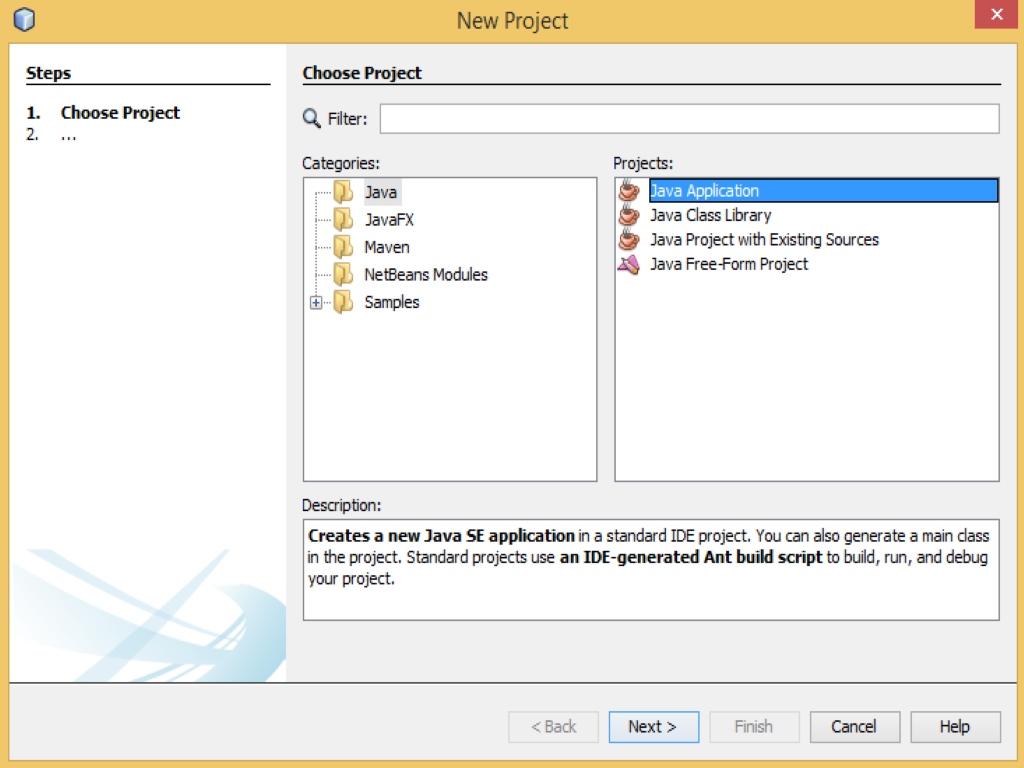 New Project
Steps
1. Choose Project
2. ...
Choose Project
Filter:
Categories:
Java
JavaFX
Maven
NetBeans Modules
Samples
Projects:
Java Application
Java Class Library
Java Project with Existing Sources
Java Free-Form Project
Description:
Creates a new Java SE application in a standard IDE project. You can also generate a main class
in the project. Standard projects use an IDE-generated Ant build script to build, run, and debug
your project.
< Back
Next >
Finish
Cancel
Help